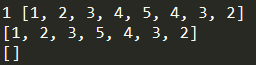 1 [1, 2, 3, 4, 5, 4, 3, 2]
[1, 2, 3, 5, 4, 3, 2]
[]